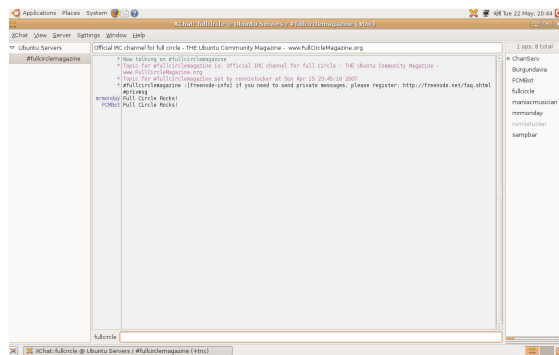 Applications Places System
Tue 22 May, 20:44
XChat: fullcircle @ Ubuntu Servers / #fullcirclemagazine (+tnc)
XChat View Server Settings Window Help
Ubuntu Servers
#fullcirclemagazine
Official IRC channel for full circle - THE Ubuntu Community Magazine - www.FullCircleMagazine.org
1 ops, 8 total
* Now talking on #fullcirclemagazine
* Topic for #fullcirclemagazine is: Official IRC channel for full circle - THE Ubuntu Community Magazine -
www.FullCircleMagazine.org
* Topic for #fullcirclemagazine set by ronnietucker at Sun Apr 15 23:45:16 2007
* #fullcirclemagazine :[freenode-info] if you need to send private messages, please register: http://freenode.net/faq.shtml
#privmsg
mrmonday Full Circle Rocks!
FCMBot Full Circle Rocks!
ChanServ
Burgundavia
FCMBot
fullcircle
maniacmusician
mrmonday
ronnietucker
sampbar
fullcircle
XChat: fullcircle @ Ubuntu Servers / #fullcirclemagazine (+tnc)